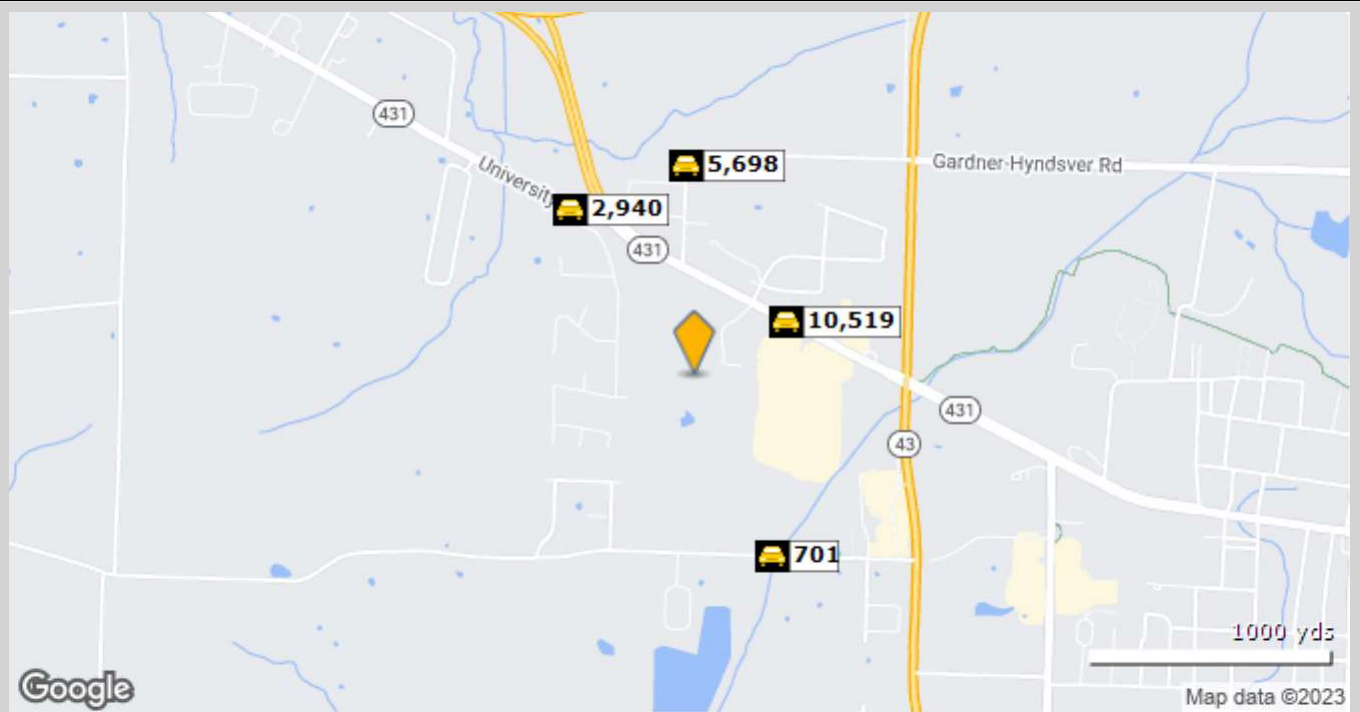 431
University
5,698
Gardner-Hyndsver Rd
2,940
431
10,519
431
43
701
1000 yds
Google
Map data ©2023